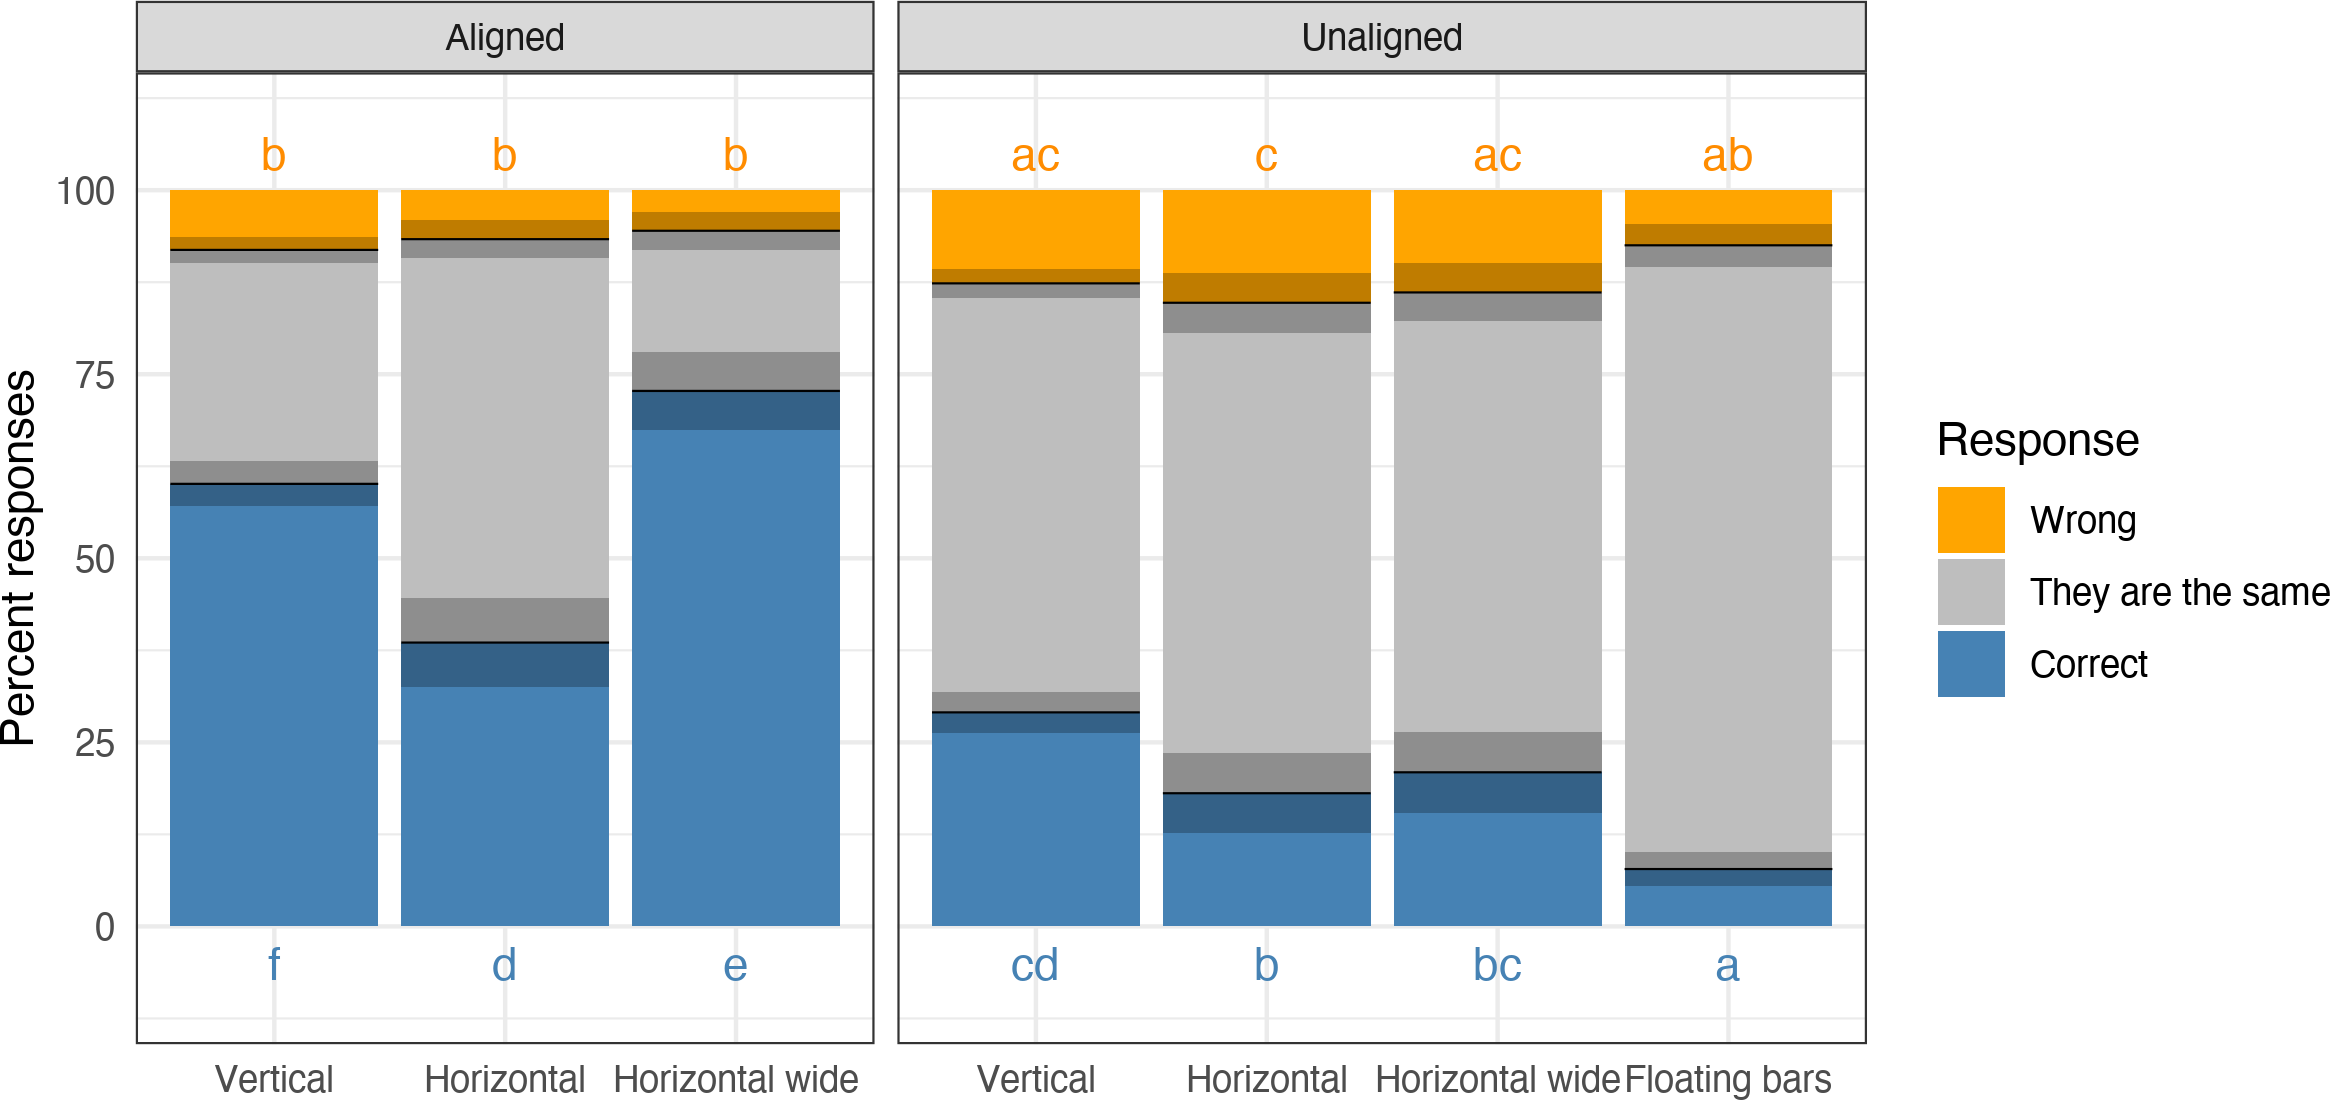 Aligned
Unaligned
b
b
b
ac
c
ac
ab
100
75
50
25
0
Percent responses
f
d
e
cd
b
bc
a
Vertical
Horizontal
Horizontal wide
Vertical
Horizontal
Horizontal wide
Floating bars
Response
Wrong
They are the same
Correct